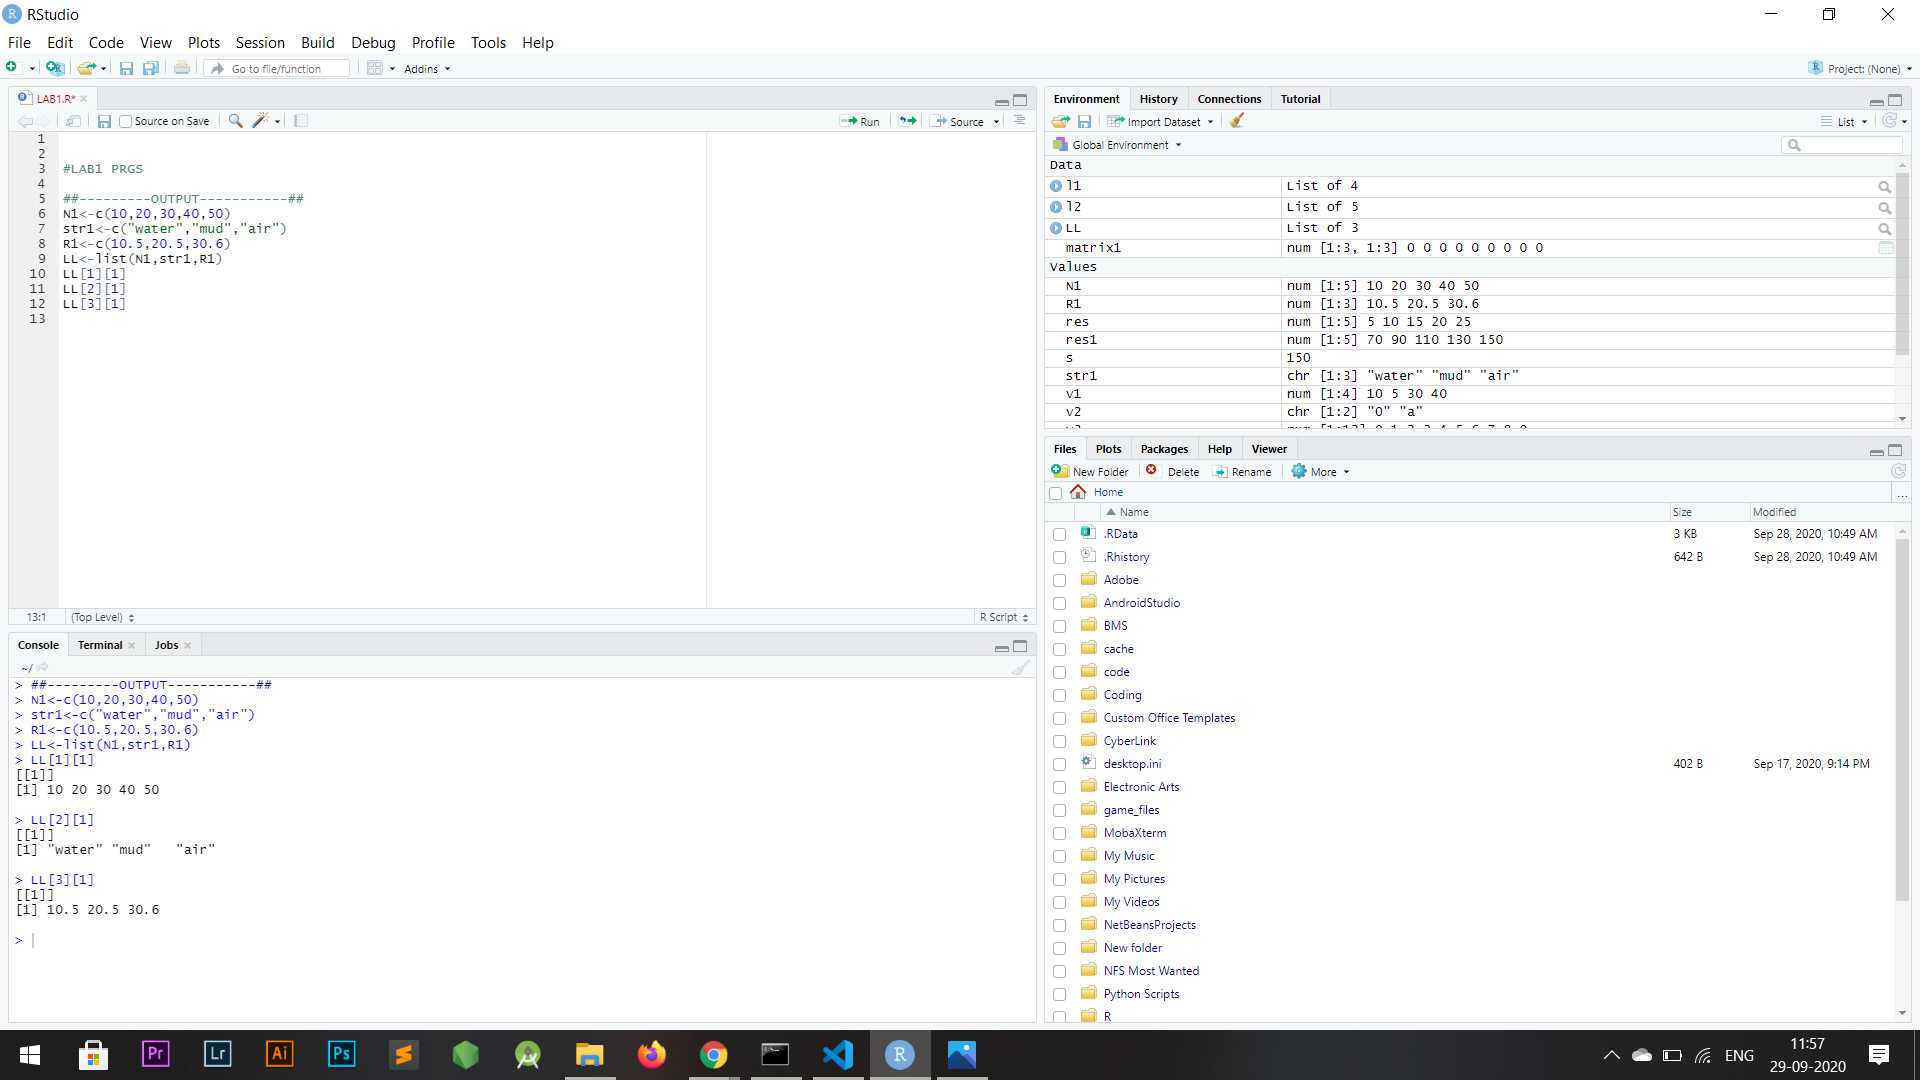 RStudio
File Edit Code View Plots Session Build Debug Profile Tools Help
Go to file/function Addins Project: (None)
LAB1.R*
Source on Save Run Source
1
2
3 #LAB1 PRGS
4
5 ##---------OUTPUT-----------##
6 N1<-c(10,20,30,40,50)
7 str1<-c("water","mud","air")
8 R1<-c(10.5,20.5,30.6)
9 LL<-list(N1,str1,R1)
10 LL[1][1]
11 LL[2][1]
12 LL[3][1]
13
13:1 (Top Level) R Script
Console Terminal Jobs
~/
> ##---------OUTPUT-----------##
> N1<-c(10,20,30,40,50)
> str1<-c("water","mud","air")
> R1<-c(10.5,20.5,30.6)
> LL<-list(N1,str1,R1)
> LL[1][1]
[[1]]
[1] 10 20 30 40 50
> LL[2][1]
[[1]]
[1] "water" "mud"   "air"
> LL[3][1]
[[1]]
[1] 10.5 20.5 30.6
>
Environment History Connections Tutorial
Import Dataset List
Global Environment
Data
l1 List of 4
l2 List of 5
LL List of 3
matrix1 num [1:3, 1:3] 0 0 0 0 0 0 0 0 0
Values
N1 num [1:5] 10 20 30 40 50
R1 num [1:3] 10.5 20.5 30.6
res num [1:5] 5 10 15 20 25
res1 num [1:5] 70 90 110 130 150
s 150
str1 chr [1:3] "water" "mud" "air"
v1 num [1:4] 10 5 30 40
v2 chr [1:2] "0" "a"
Files Plots Packages Help Viewer
New Folder Delete Rename More
Home ...
Name Size Modified
.RData 3 KB Sep 28, 2020, 10:49 AM
.Rhistory 642 B Sep 28, 2020, 10:49 AM
Adobe
AndroidStudio
BMS
cache
code
Coding
Custom Office Templates
CyberLink
desktop.ini 402 B Sep 17, 2020, 9:14 PM
Electronic Arts
game_files
MobaXterm
My Music
My Pictures
My Videos
NetBeansProjects
New folder
NFS Most Wanted
Python Scripts
R
Pr Lr Ai Ps R ENG 11:57
29-09-2020